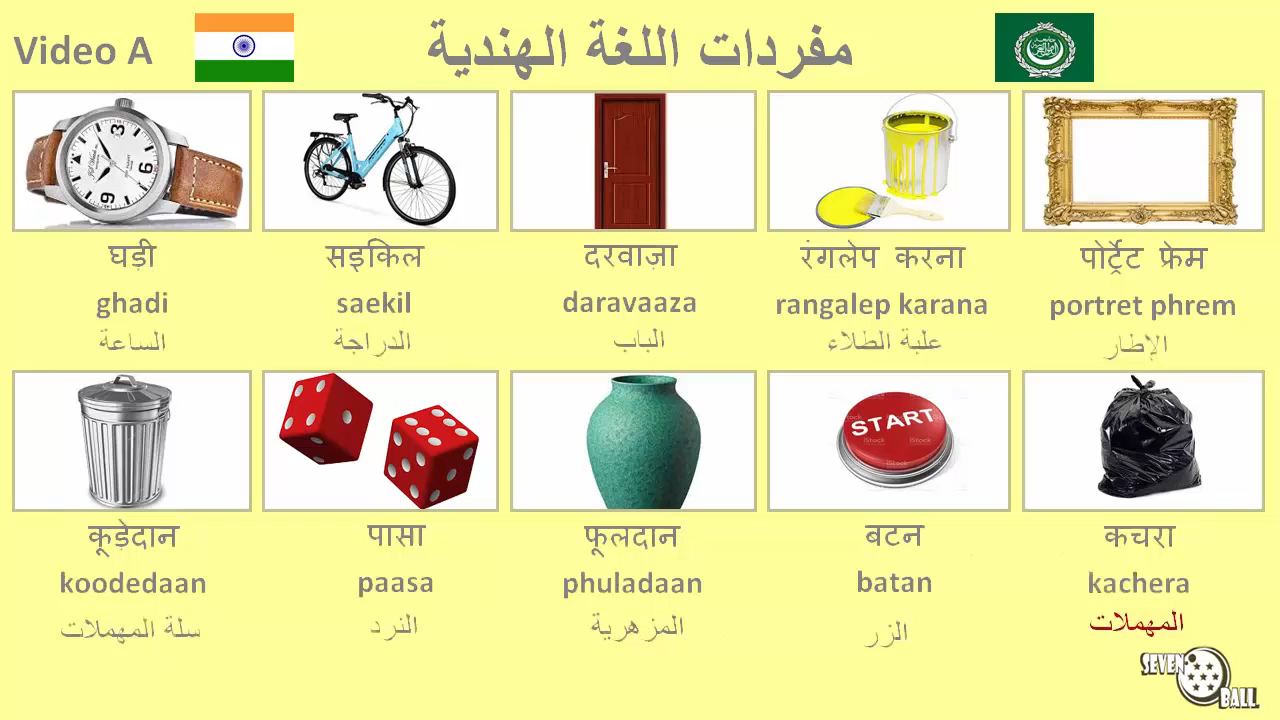 Video A
مفردات اللغة الهندية
घड़ी
ghadi
الساعة
सइकिल
saekil
الدراجة
दरवाज़ा
daravaaza
الباب
रंगलेप करना
rangalep karana
علبة الطلاء
पोर्ट्रेट फ्रेम
portret phrem
الإطار
कूड़ेदान
koodedaan
سلة المهملات
पासा
paasa
النرد
फूलदान
phuladaan
المزهرية
START
iStock
बटन
batan
الزر
कचरा
kachera
المهملات
SEVEN
BALL